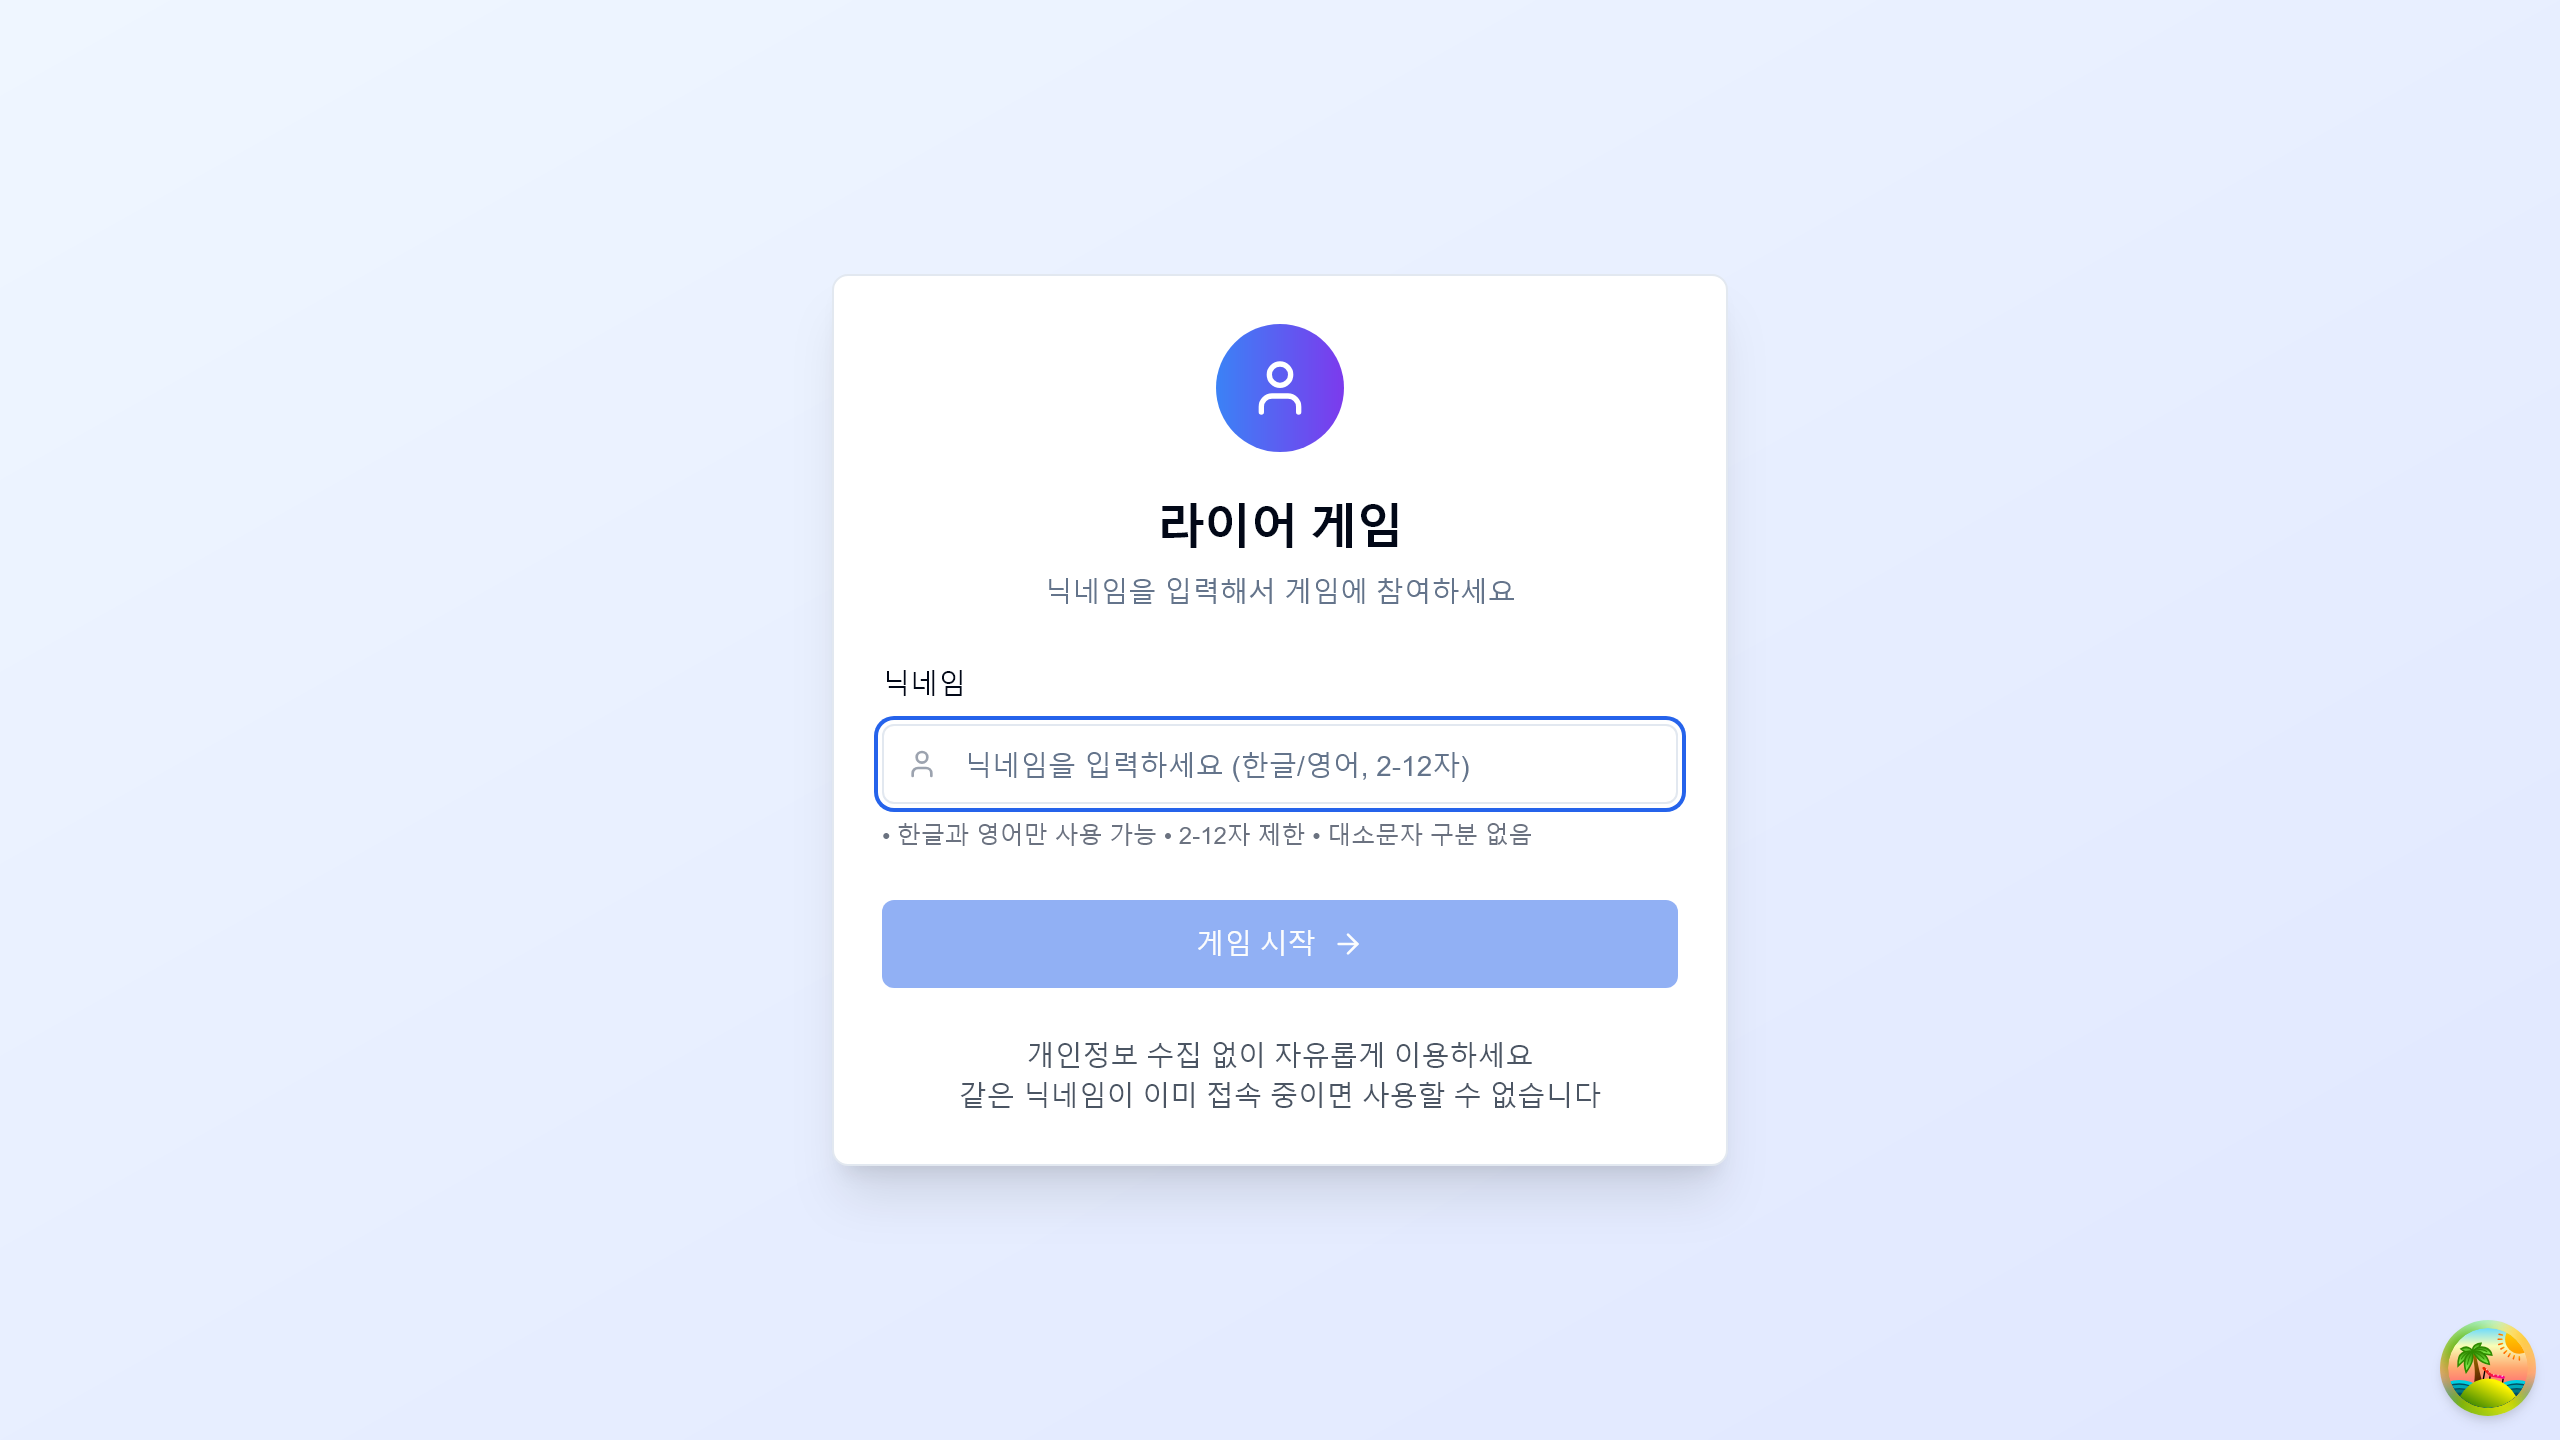 라이어 게임
닉네임을 입력해서 게임에 참여하세요
닉네임
닉네임을 입력하세요 (한글/영어, 2-12자)
• 한글과 영어만 사용 가능 • 2-12자 제한 • 대소문자 구분 없음
게임 시작 →
개인정보 수집 없이 자유롭게 이용하세요
같은 닉네임이 이미 접속 중이면 사용할 수 없습니다